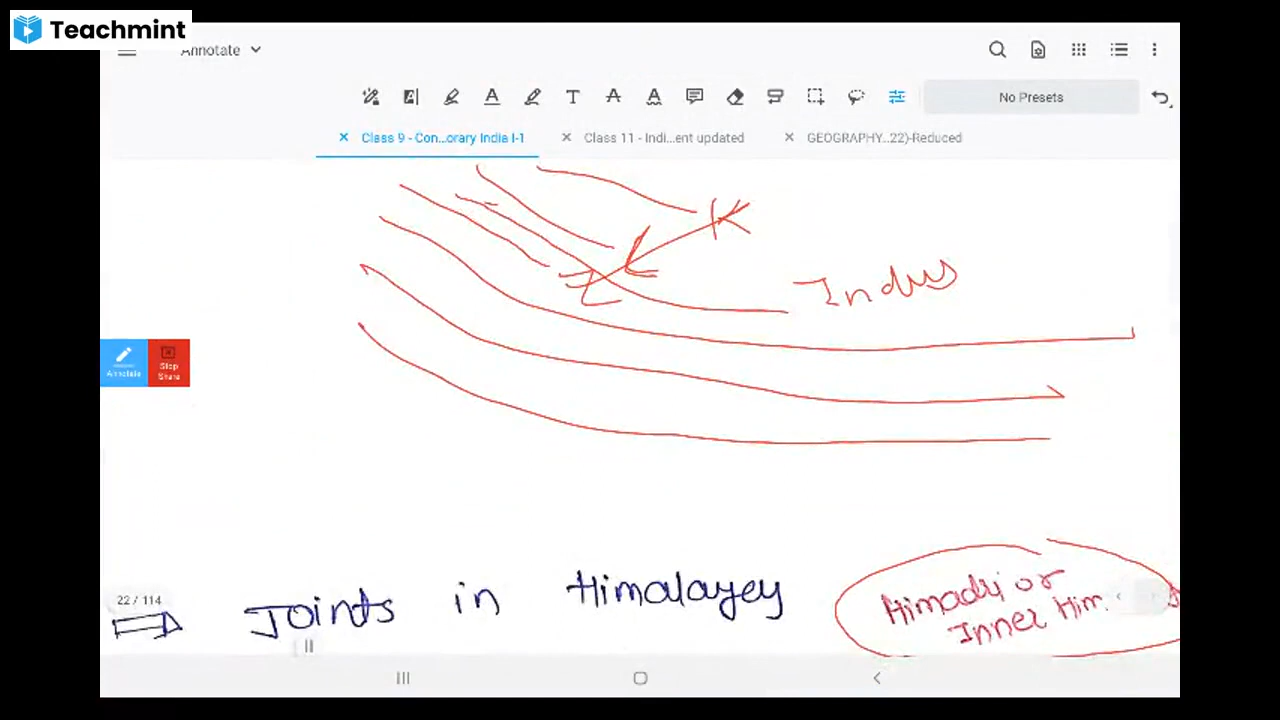 Teachmint
Annotate
No Presets
Class 9 - Con...orary India I-1
Class 11 - Indi...ent updated
GEOGRAPHY...22)-Reduced
K
L
Z
Indus
Annotate
Stop
Share
22 / 114
Joints in Himalayey
Himadri or
Inner Him.